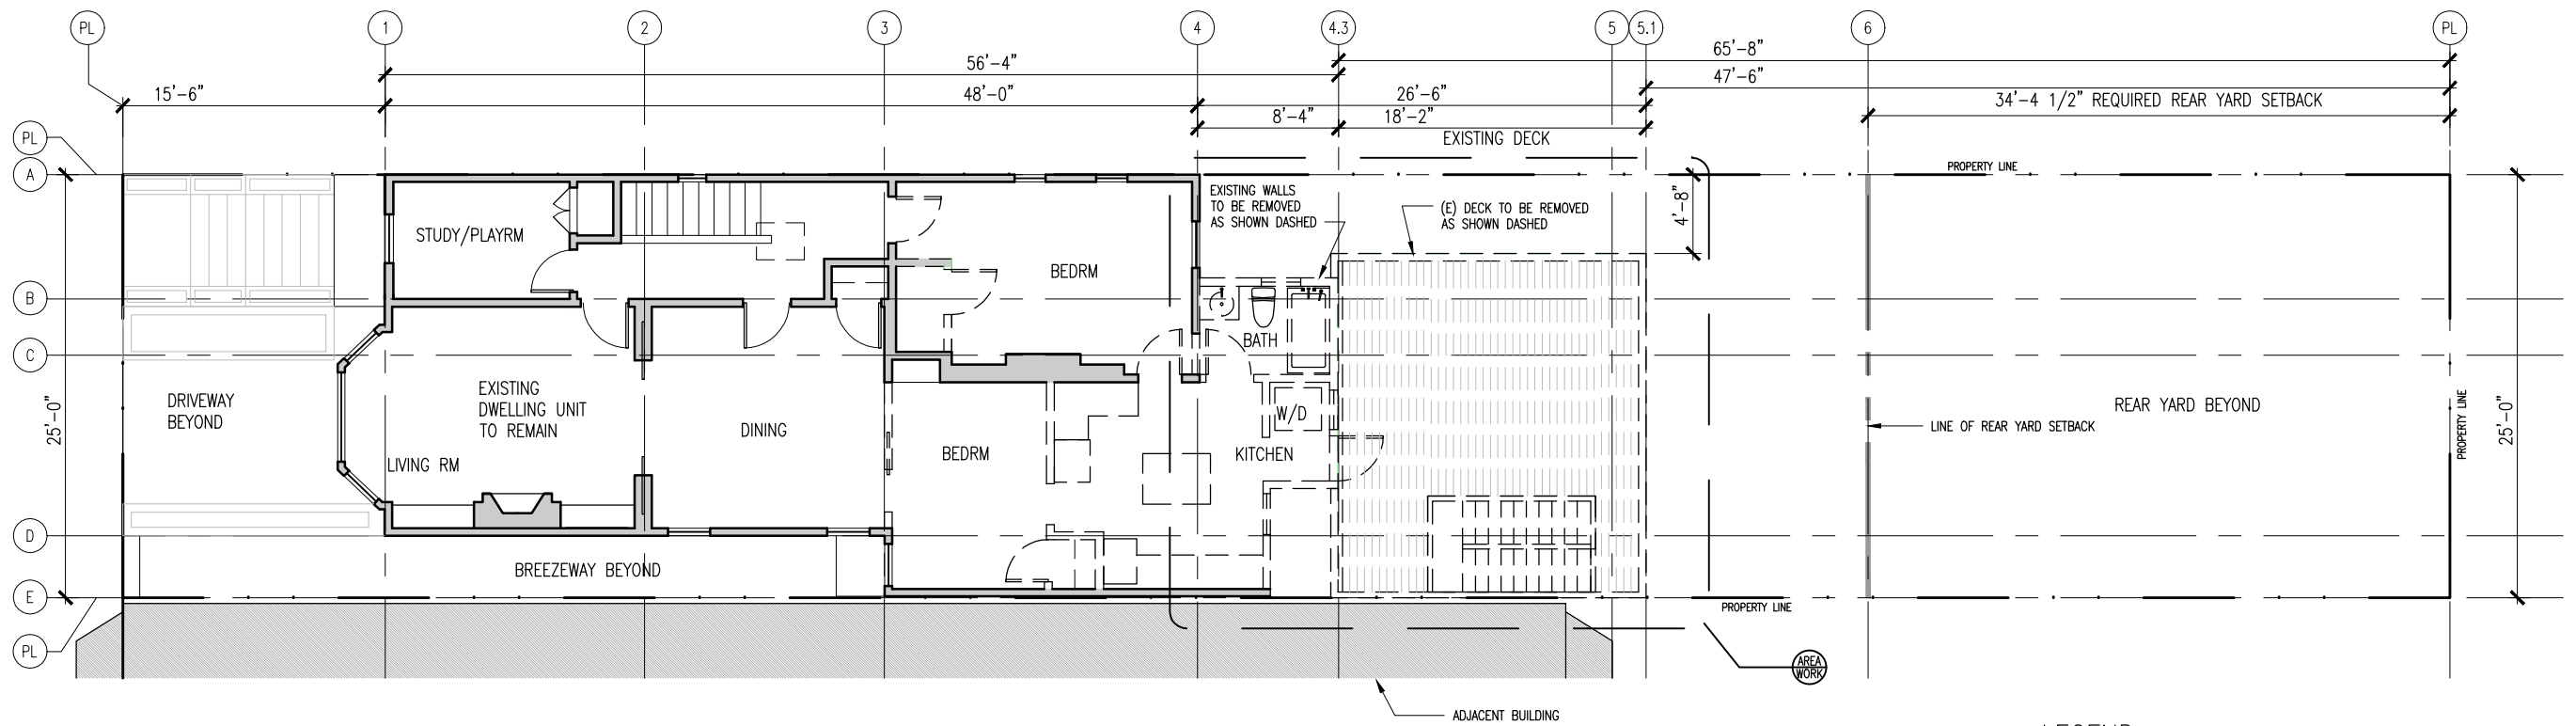 PL
1
2
3
4
4.3
5
5.1
6
PL
65'-8"
56'-4"
47'-6"
15'-6"
48'-0"
26'-6"
34'-4 1/2" REQUIRED REAR YARD SETBACK
8'-4"
18'-2"
EXISTING DECK
PL
A
B
C
D
E
PL
PROPERTY LINE
EXISTING WALLS
TO BE REMOVED
AS SHOWN DASHED
(E) DECK TO BE REMOVED
AS SHOWN DASHED
4'-8"
STUDY/PLAYRM
BEDRM
BATH
DRIVEWAY
BEYOND
EXISTING
DWELLING UNIT
TO REMAIN
DINING
LIVING RM
BEDRM
W/D
KITCHEN
25'-0"
REAR YARD BEYOND
LINE OF REAR YARD SETBACK
PROPERTY LINE
25'-0"
BREEZEWAY BEYOND
PROPERTY LINE
AREA
WORK
ADJACENT BUILDING